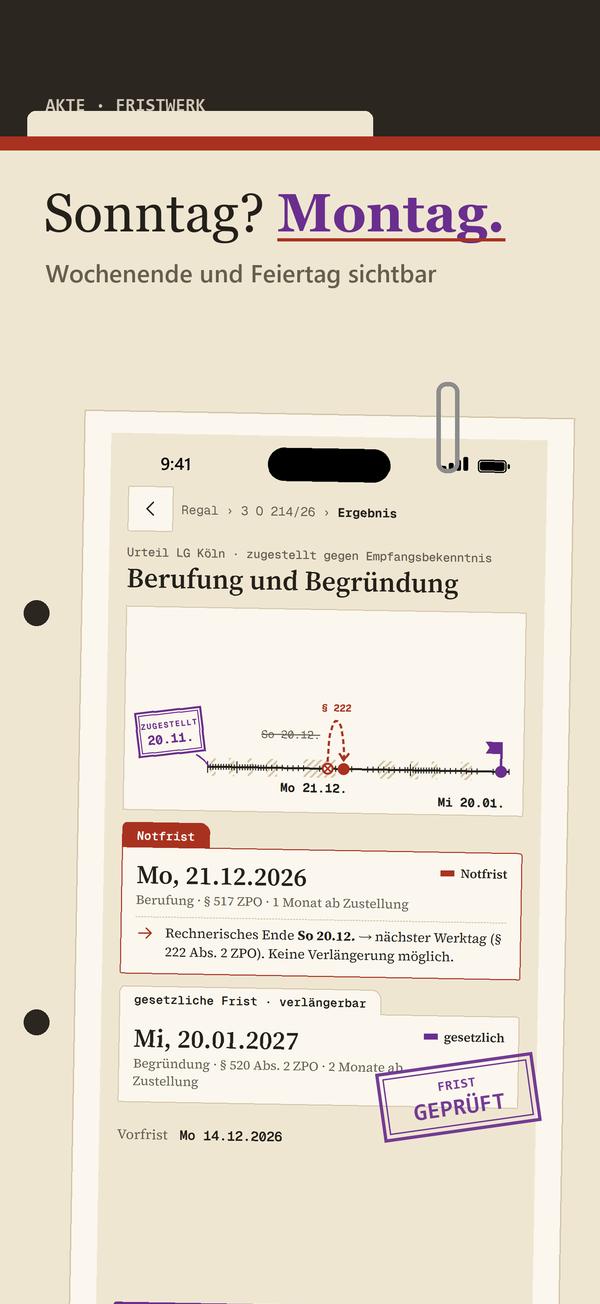 AKTE · FRISTWERK
Sonntag? Montag.
Wochenende und Feiertag sichtbar
9:41
Regal › 3 O 214/26 › Ergebnis
Urteil LG Köln · zugestellt gegen Empfangsbekenntnis
Berufung und Begründung
§ 222
ZUGESTELLT
20.11.
So 20.12.
Mo 21.12.
Mi 20.01.
Notfrist
Mo, 21.12.2026
Notfrist
Berufung · § 517 ZPO · 1 Monat ab Zustellung
→ Rechnerisches Ende So 20.12. → nächster Werktag (§
222 Abs. 2 ZPO). Keine Verlängerung möglich.
gesetzliche Frist · verlängerbar
Mi, 20.01.2027
gesetzlich
Begründung · § 520 Abs. 2 ZPO · 2 Monate ab
Zustellung
FRIST
GEPRÜFT
Vorfrist Mo 14.12.2026